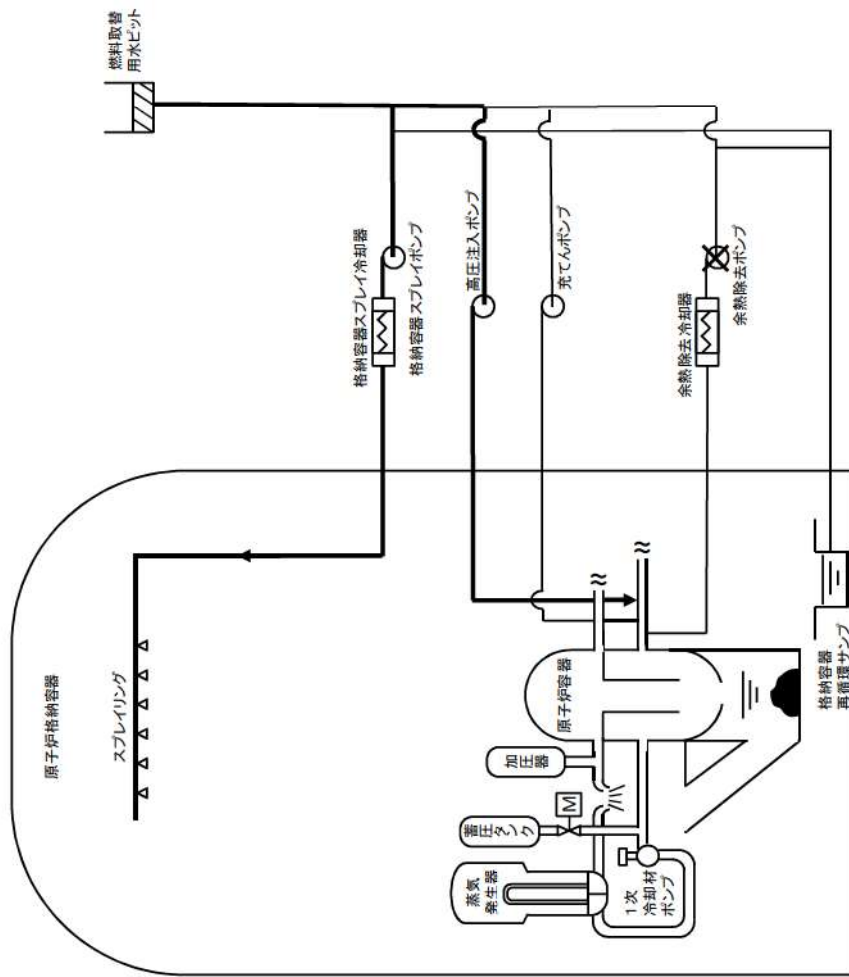 燃料取替
用水ピット
原子炉格納容器
スプレイリング
格納容器スプレイ冷却器
格納容器スプレイポンプ
高圧注入ポンプ
充てんポンプ
余熱除去冷却器
余熱除去ポンプ
蒸気
発生器
蓄圧タンク
M
加圧器
原子炉容器
1次
冷却材
ポンプ
格納容器
再循環サンプ